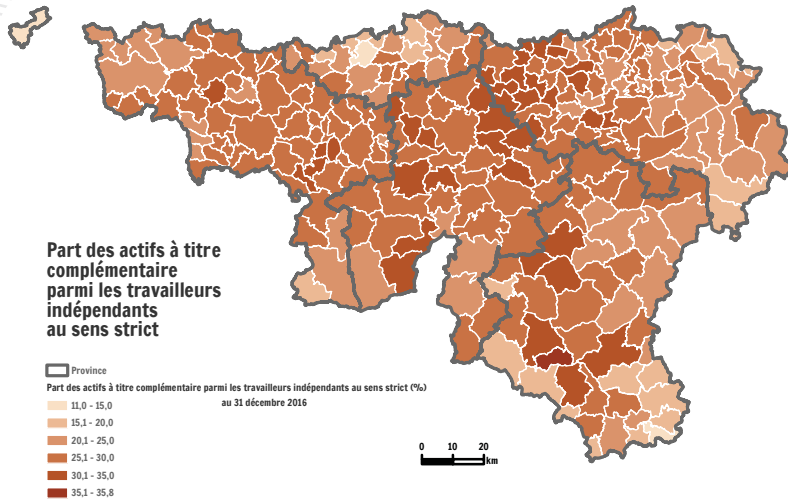 Part des actifs à titre
complémentaire
parmi les travailleurs
indépendants
au sens strict
Province
Part des actifs à titre complémentaire parmi les travailleurs indépendants au sens strict (%)
au 31 décembre 2016
11,0 - 15,0
15,1 - 20,0
20,1 - 25,0
25,1 - 30,0
30,1 - 35,0
35,1 - 35,8
0 10 20
km